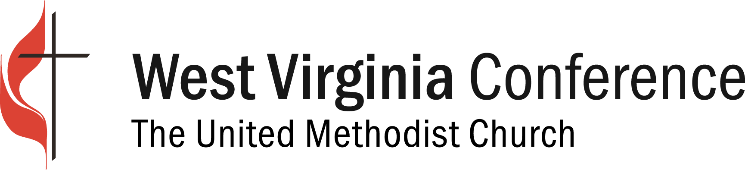 West Virginia Conference
The United Methodist Church